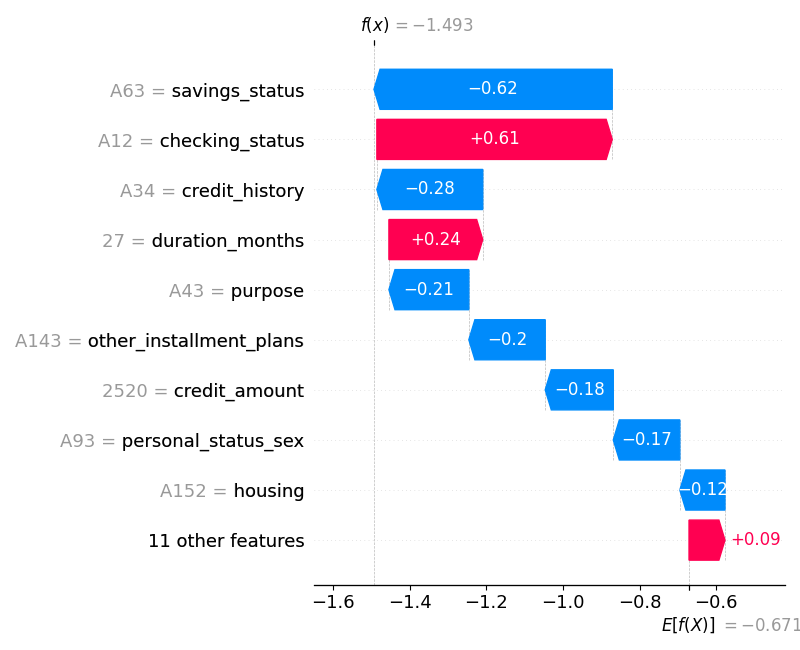 f(x) = −1.493
A63 = savings_status
−0.62
A12 = checking_status
+0.61
A34 = credit_history
−0.28
27 = duration_months
+0.24
A43 = purpose
−0.21
A143 = other_installment_plans
−0.2
2520 = credit_amount
−0.18
A93 = personal_status_sex
−0.17
A152 = housing
−0.12
11 other features
+0.09
−1.6 −1.4 −1.2 −1.0 −0.8 −0.6
E[f(X)] = −0.671